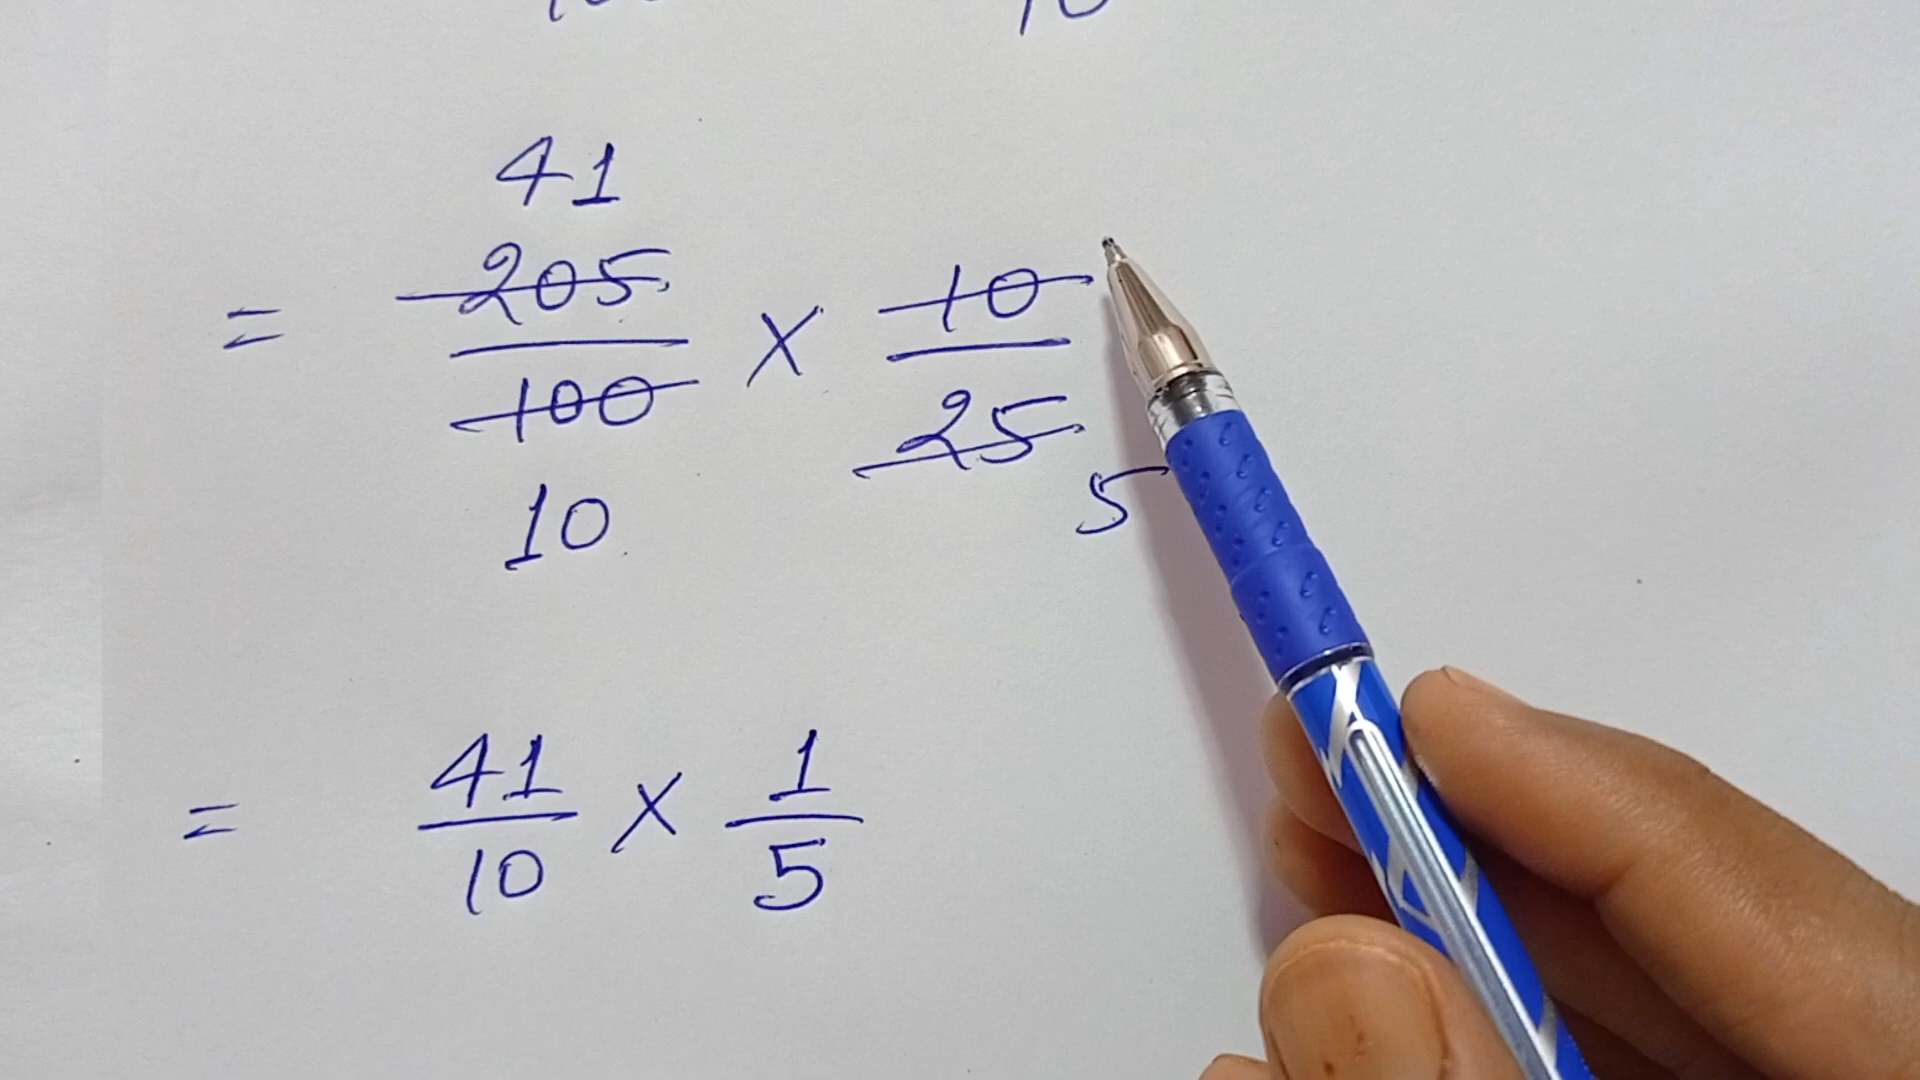 41
= 205/100 × 10/25
10 5
= 41/10 × 1/5